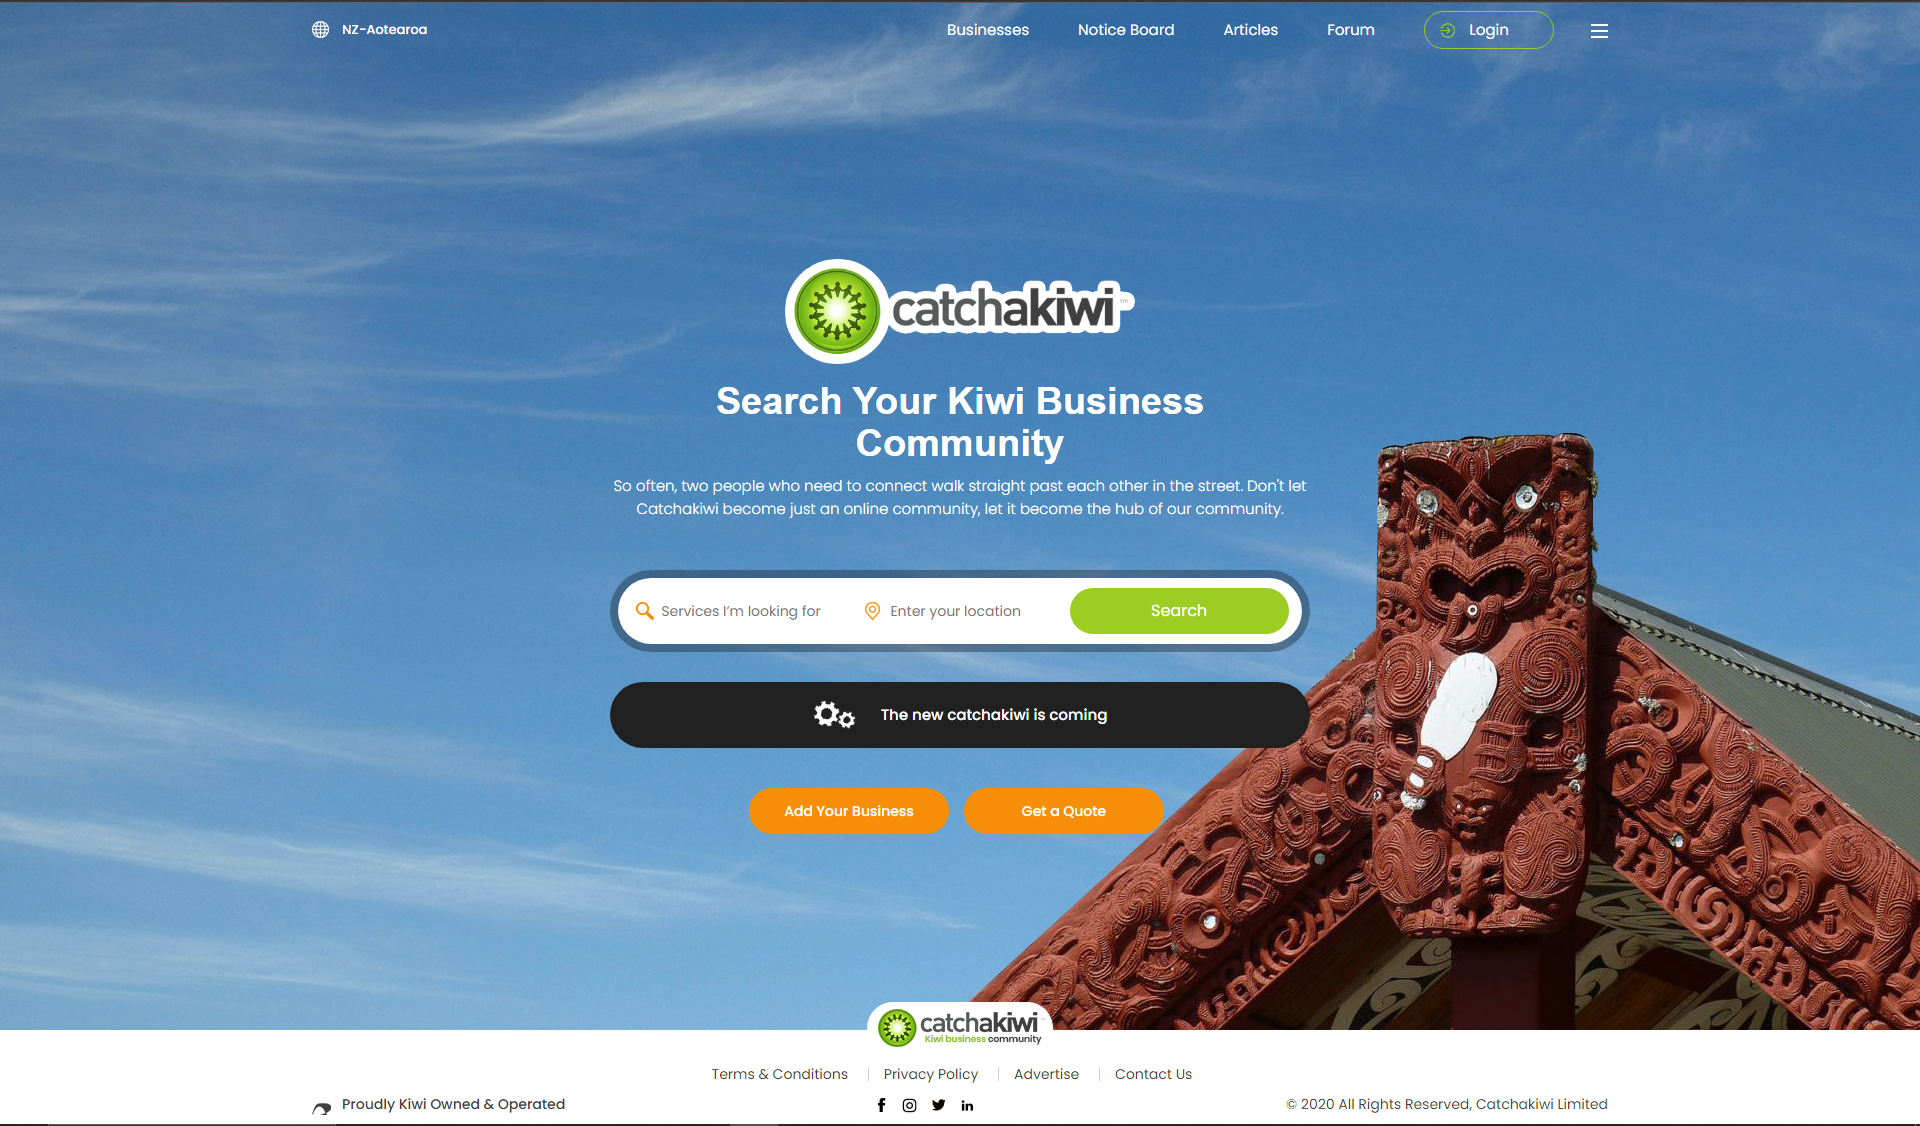 NZ-Aotearoa
Businesses
Notice Board
Articles
Forum
Login
catchakiwi™
Search Your Kiwi Business
Community
So often, two people who need to connect walk straight past each other in the street. Don't let
Catchakiwi become just an online community, let it become the hub of our community.
Services I’m looking for
Enter your location
Search
The new catchakiwi is coming
Add Your Business
Get a Quote
catchakiwi
Kiwi business community
Terms & Conditions
Privacy Policy
Advertise
Contact Us
Proudly Kiwi Owned & Operated
© 2020 All Rights Reserved, Catchakiwi Limited